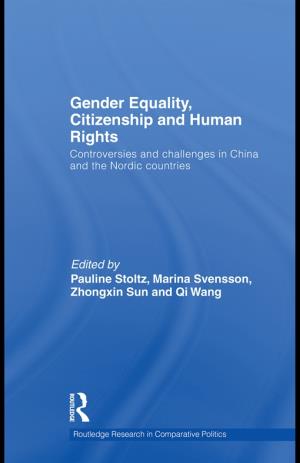 Gender Equality,
Citizenship and Human
Rights
Controversies and challenges in China
and the Nordic countries
Edited by
Pauline Stoltz, Marina Svensson,
Zhongxin Sun and Qi Wang
ROUTLEDGE
Routledge Research in Comparative Politics